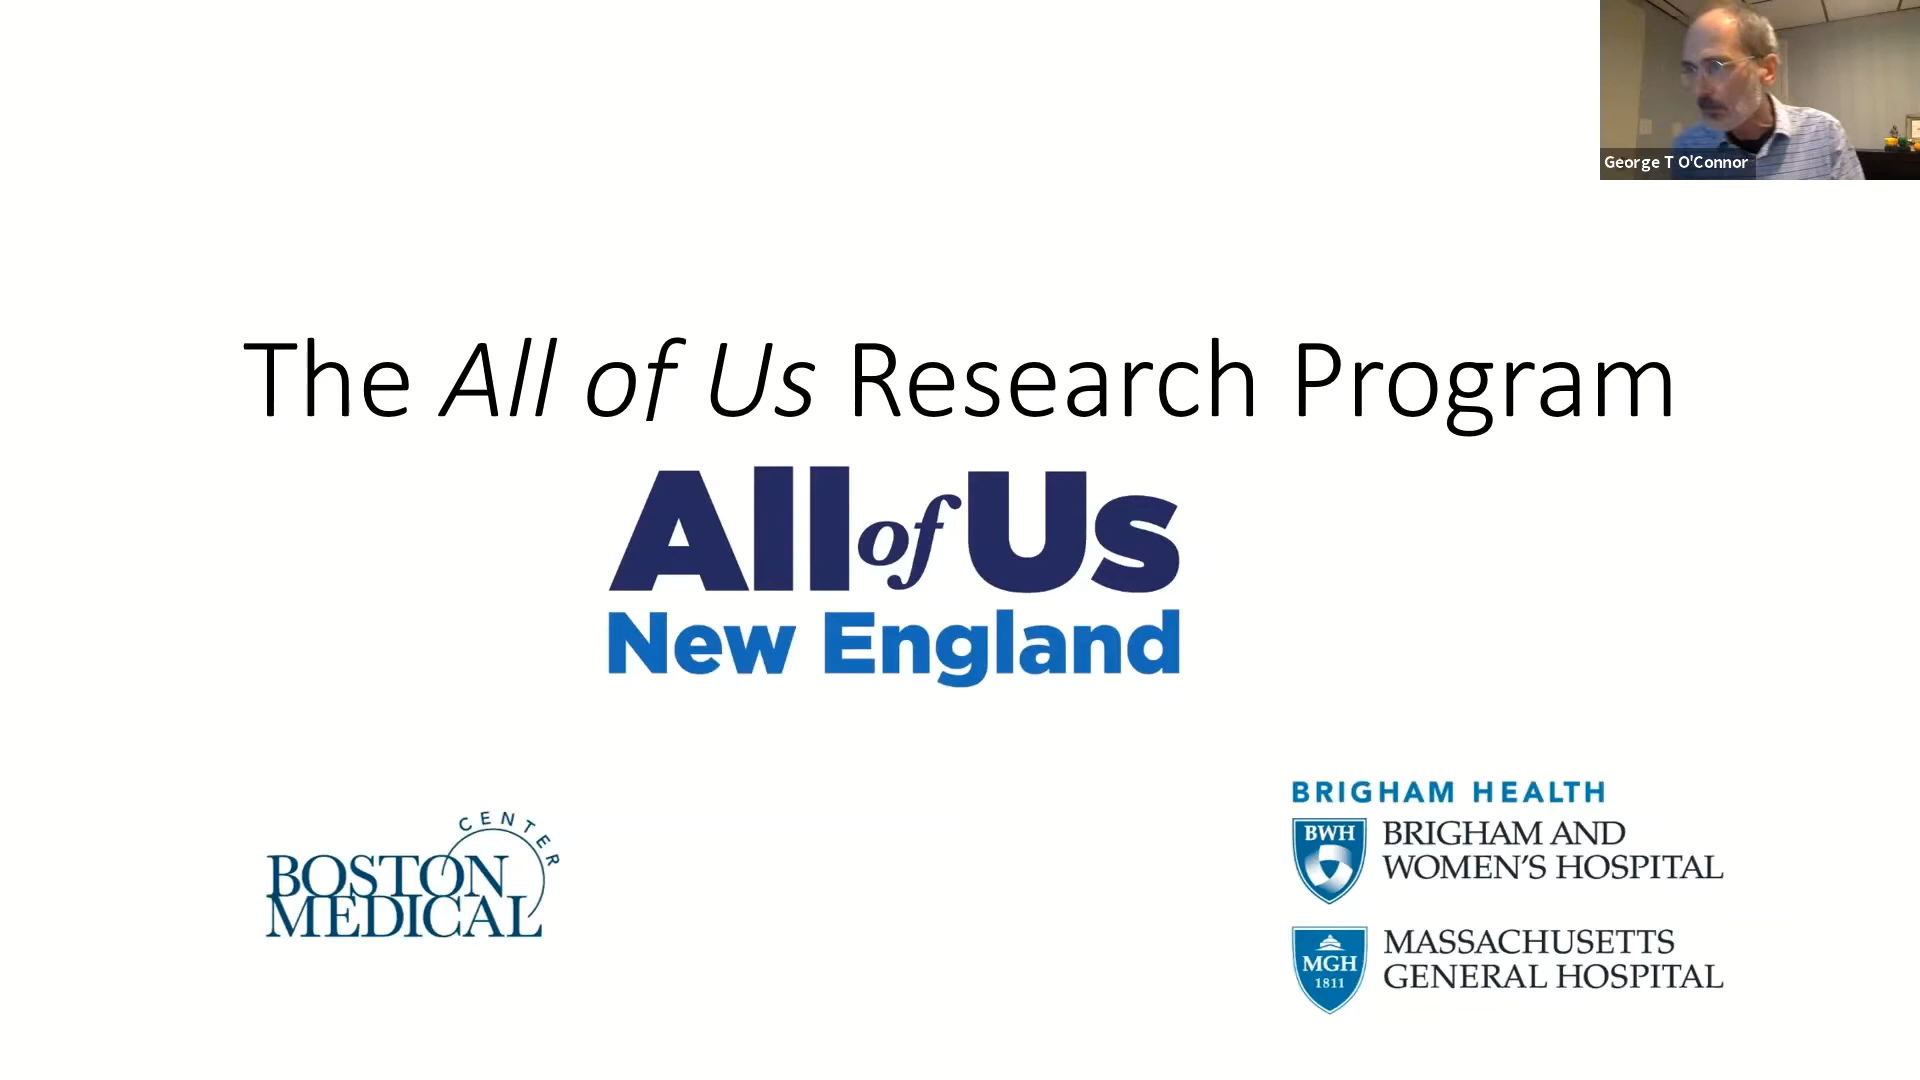 George T O'Connor
The All of Us Research Program
All of Us
New England
BOSTON
MEDICAL
CENTER
BRIGHAM HEALTH
BWH
BRIGHAM AND
WOMEN'S HOSPITAL
MGH
1811
MASSACHUSETTS
GENERAL HOSPITAL